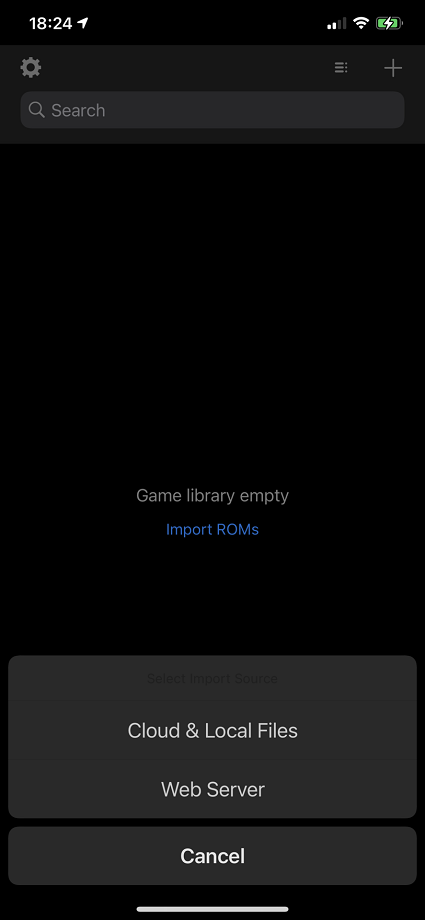 18:24
Search
Game library empty
Import ROMs
Select Import Source
Cloud & Local Files
Web Server
Cancel